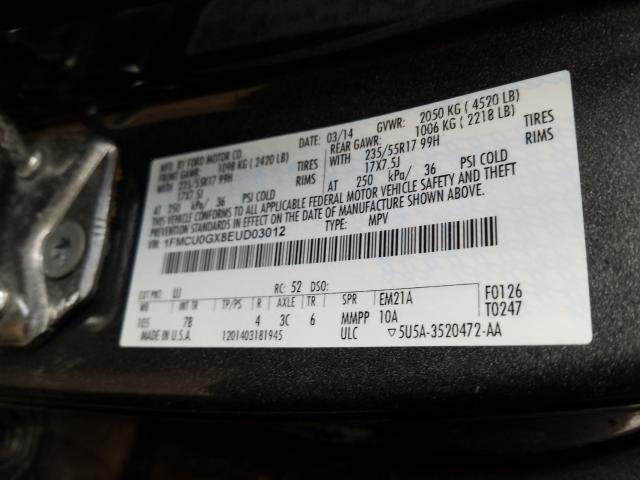 MFD. BY FORD MOTOR CO.
DATE: 03/14 GVWR: 2050 KG ( 4520 LB)
FRONT GAWR: 1098 KG ( 2420 LB)
REAR GAWR: 1006 KG ( 2218 LB)
WITH 235/55R17 99H TIRES
WITH 235/55R17 99H TIRES
17X7.5J RIMS
17X7.5J RIMS
AT 250 kPa/ 36 PSI COLD
AT 250 kPa/ 36 PSI COLD
THIS VEHICLE CONFORMS TO ALL APPLICABLE FEDERAL MOTOR VEHICLE SAFETY AND THEFT
PREVENTION STANDARDS IN EFFECT ON THE DATE OF MANUFACTURE SHOWN ABOVE.
VIN: 1FMCU0GX8EUD03012 TYPE: MPV
EXT PNT: UJ RC: 52 DSO:
WB INT TR TP/PS R AXLE TR SPR EM21A F0126
105 7B 4 3C 6 MMPP 10A T0247
MADE IN U.S.A. 1201403181945 ULC ▽5U5A-3520472-AA